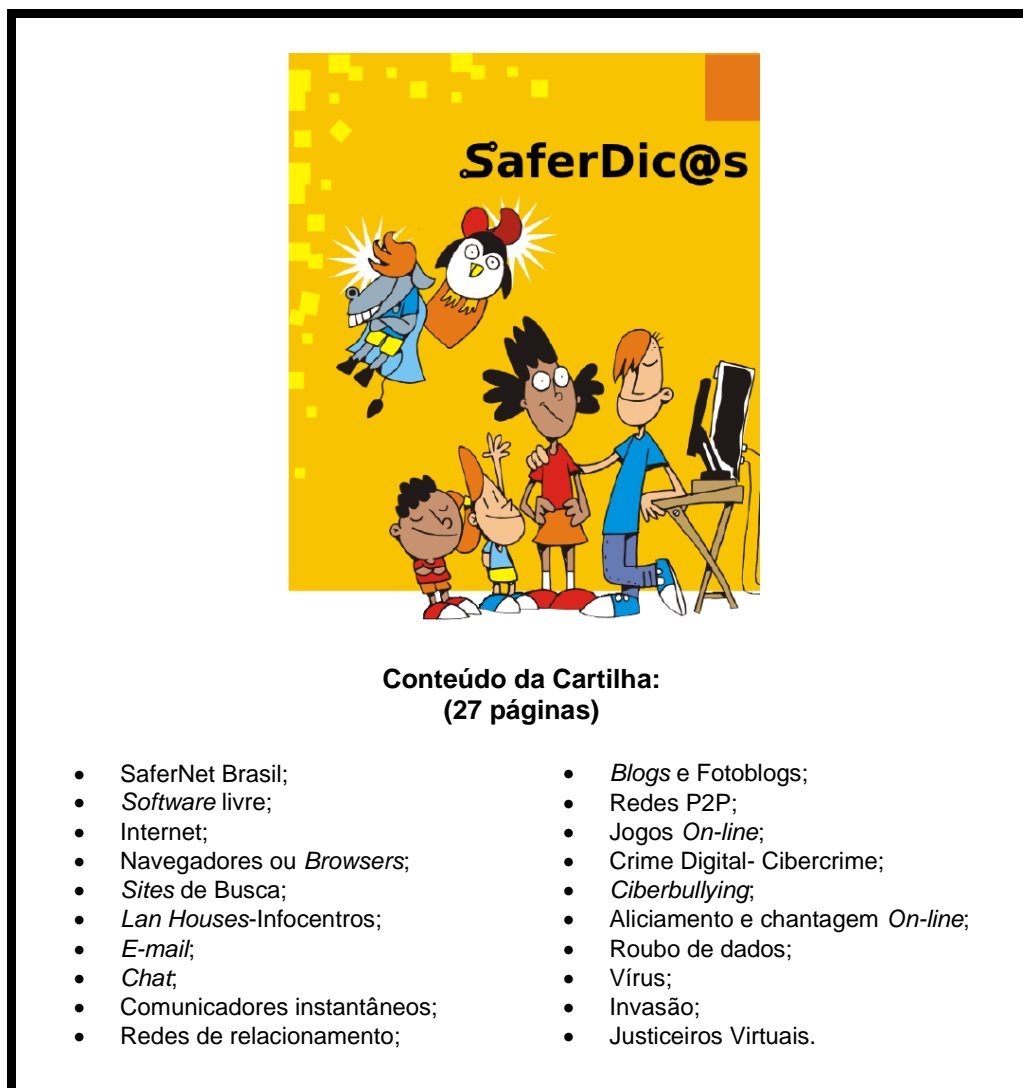 SaferDic@s
Conteúdo da Cartilha:
(27 páginas)
• SaferNet Brasil;
• Software livre;
• Internet;
• Navegadores ou Browsers;
• Sites de Busca;
• Lan Houses-Infocentros;
• E-mail;
• Chat;
• Comunicadores instantâneos;
• Redes de relacionamento;
• Blogs e Fotoblogs;
• Redes P2P;
• Jogos On-line;
• Crime Digital- Cibercrime;
• Ciberbullying;
• Aliciamento e chantagem On-line;
• Roubo de dados;
• Vírus;
• Invasão;
• Justiceiros Virtuais.